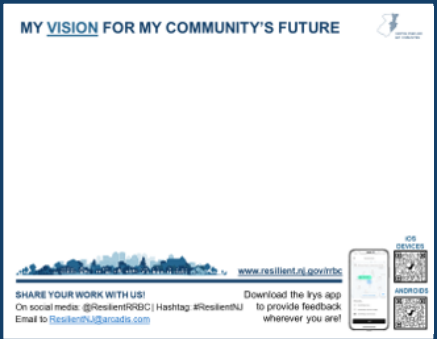 MY VISION FOR MY COMMUNITY'S FUTURE
www.resilient.nj.gov/rrbc
IOS
DEVICES
SHARE YOUR WORK WITH US!
On social media: @ResilientRRBC | Hashtag: #ResilientNJ
Email to ResilientNJ@arcadis.com
Download the Irys app
to provide feedback
wherever you are!
ANDROIDS